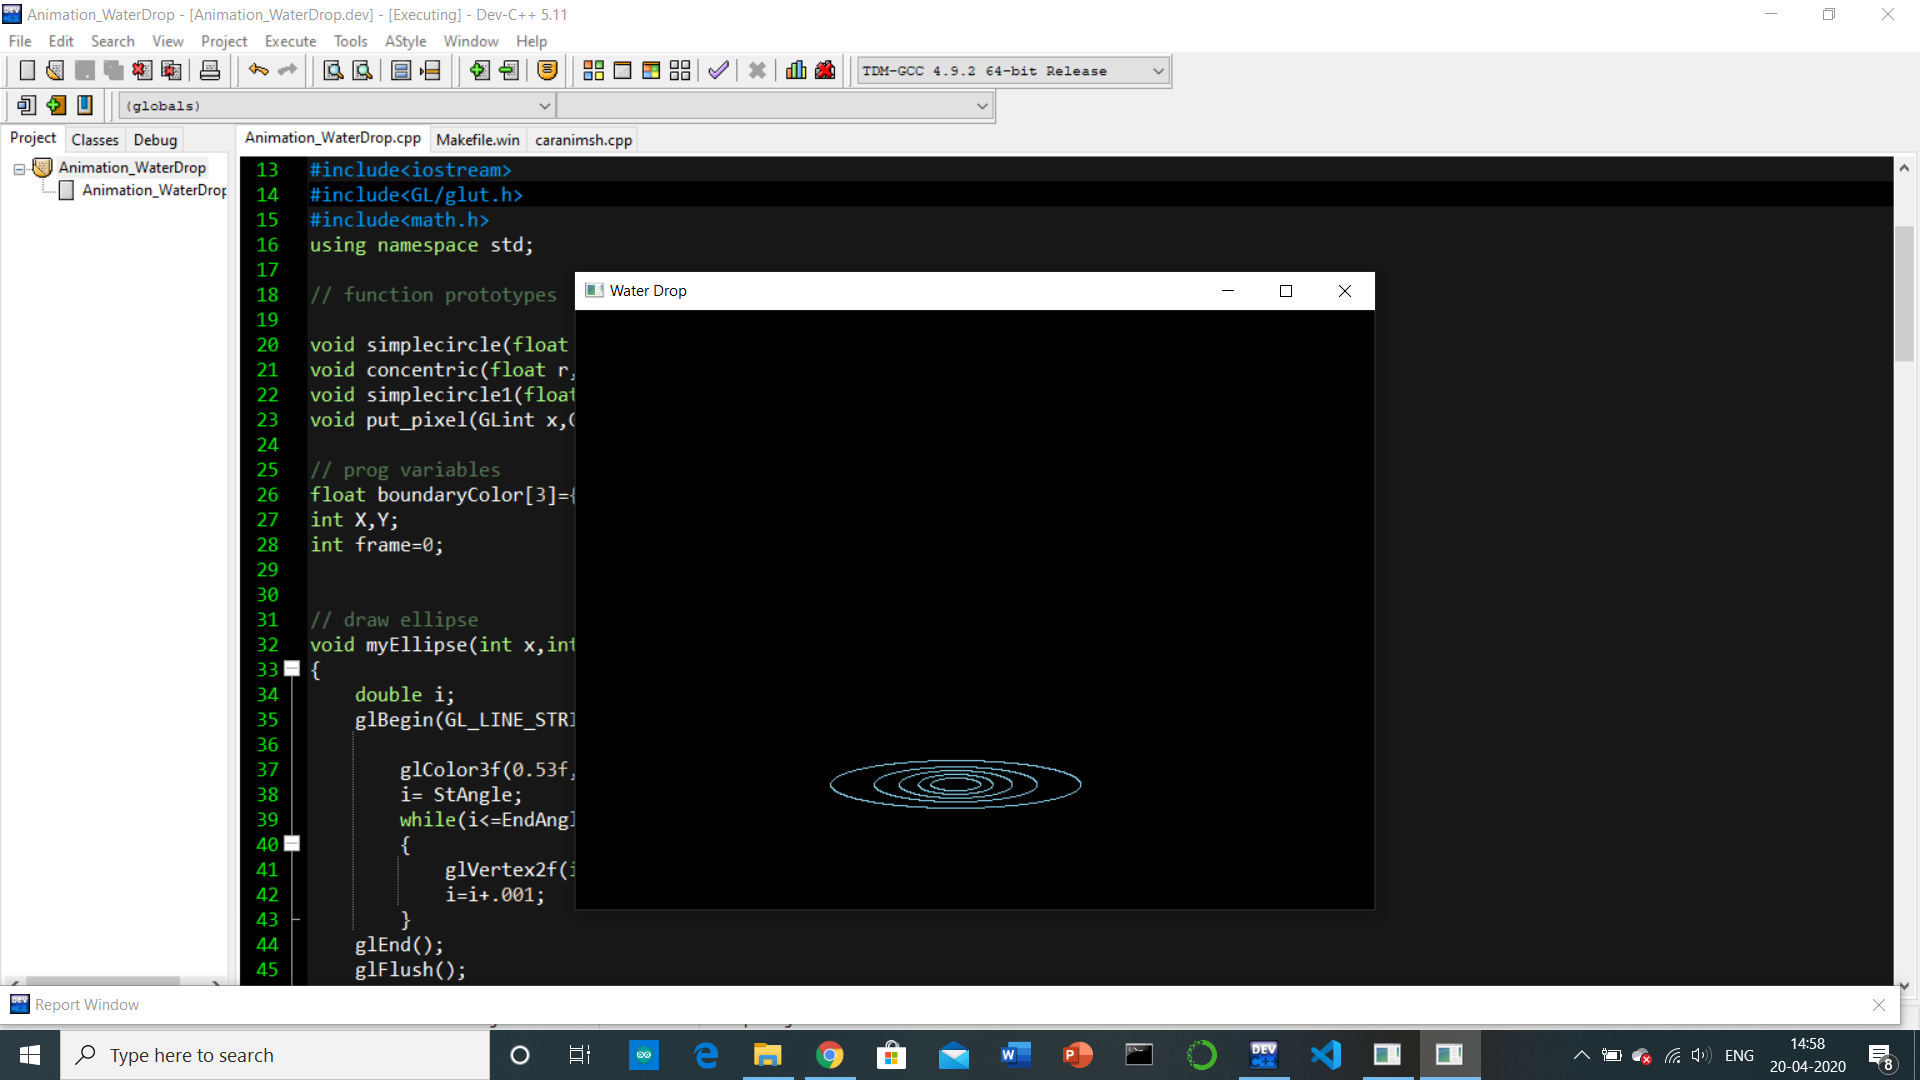 Animation_WaterDrop - [Animation_WaterDrop.dev] - [Executing] - Dev-C++ 5.11
File Edit Search View Project Execute Tools AStyle Window Help
TDM-GCC 4.9.2 64-bit Release
(globals)
Project Classes Debug
Animation_WaterDrop.cpp Makefile.win caranimsh.cpp
Animation_WaterDrop
Animation_WaterDrop
13 #include<iostream>
14 #include<GL/glut.h>
15 #include<math.h>
16 using namespace std;
17
18 // function prototypes
19
20 void simplecircle(float
21 void concentric(float r,
22 void simplecircle1(float
23 void put_pixel(GLint x,
24
25 // prog variables
26 float boundaryColor[3]={
27 int X,Y;
28 int frame=0;
29
30
31 // draw ellipse
32 void myEllipse(int x,int
33 {
34 double i;
35 glBegin(GL_LINE_STRI
36
37 glColor3f(0.53f,
38 i= StAngle;
39 while(i<=EndAngl
40 {
41 glVertex2f(i
42 i=i+.001;
43 }
44 glEnd();
45 glFlush();
Water Drop
Report Window
Type here to search
ENG
14:58
20-04-2020
8